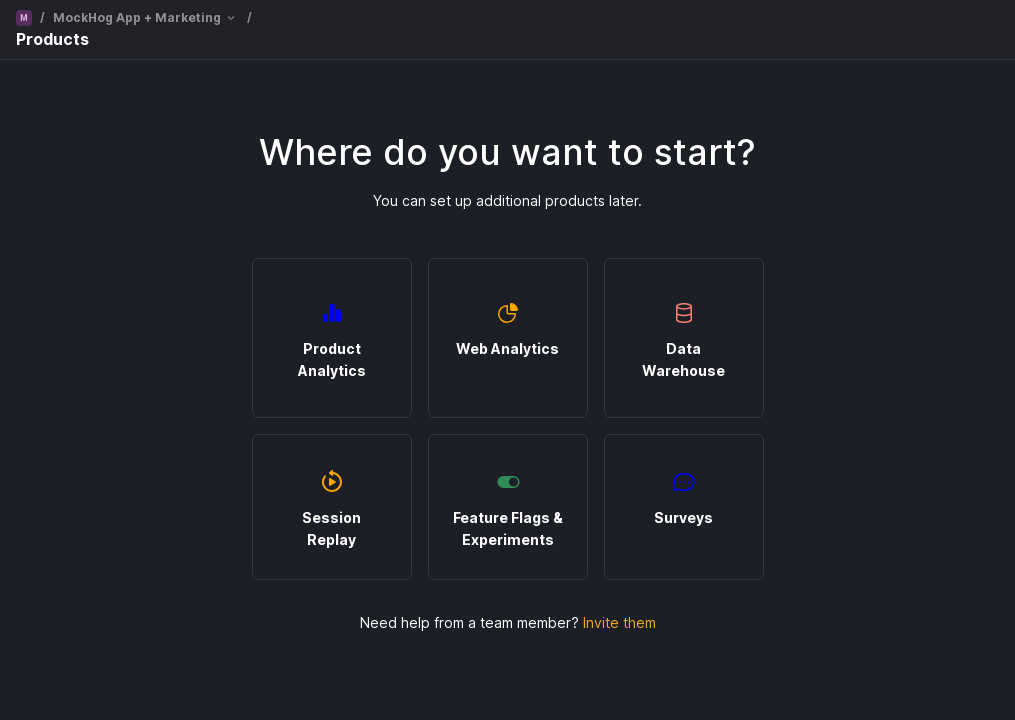 M / MockHog App + Marketing /
Products
Where do you want to start?
You can set up additional products later.
Product
Analytics
Web Analytics
Data
Warehouse
Session
Replay
Feature Flags &
Experiments
Surveys
Need help from a team member? Invite them